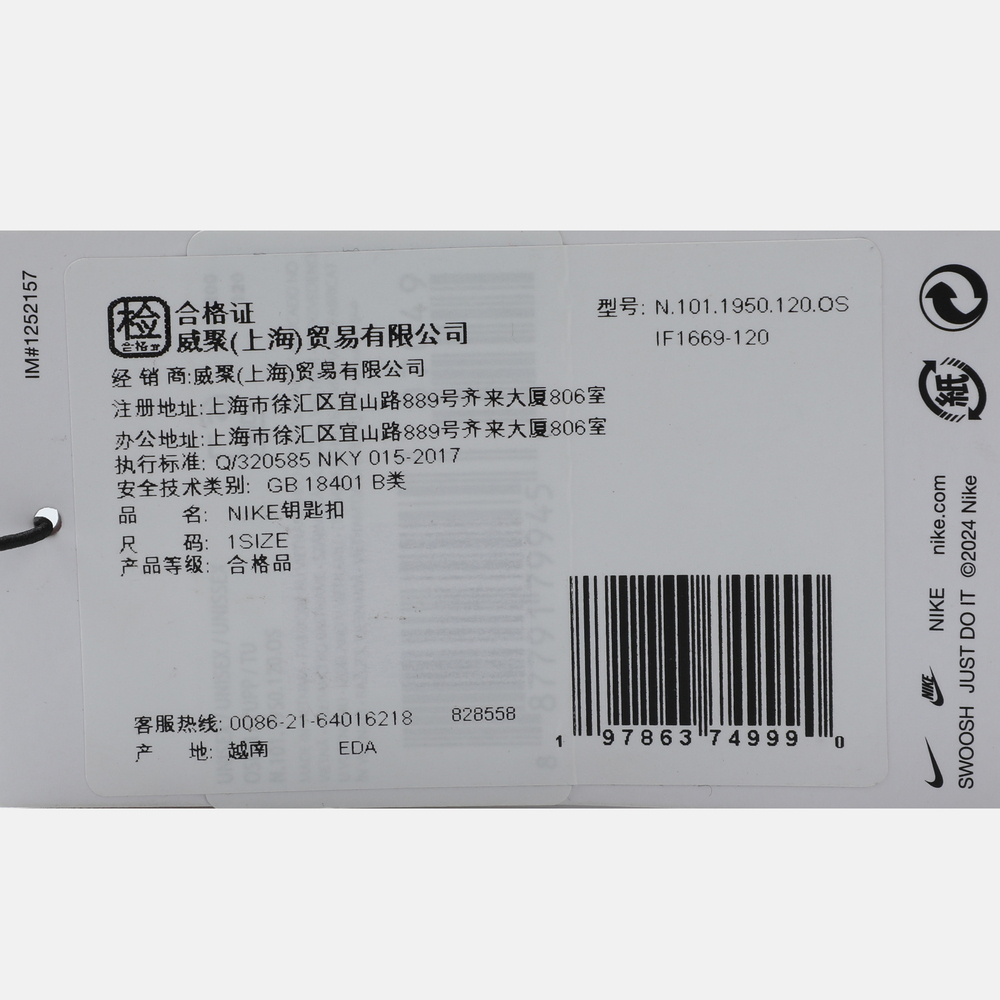 IM#1252157
检 合格证
合格证
威聚(上海)贸易有限公司
经 销 商:威聚(上海)贸易有限公司
注册地址:上海市徐汇区宜山路889号齐来大厦806室
办公地址:上海市徐汇区宜山路889号齐来大厦806室
执行标准: Q/320585 NKY 015-2017
安全技术类别: GB 18401 B类
品 名: NIKE钥匙扣
尺 码: 1SIZE
产品等级: 合格品
客服热线: 0086-21-64016218 828558
产 地: 越南 EDA
型号: N.101.1950.120.OS
IF1669-120
1 97863 74999 0
紙
NIKE NIKE nike.com
SWOOSH JUST DO IT ©2024 Nike